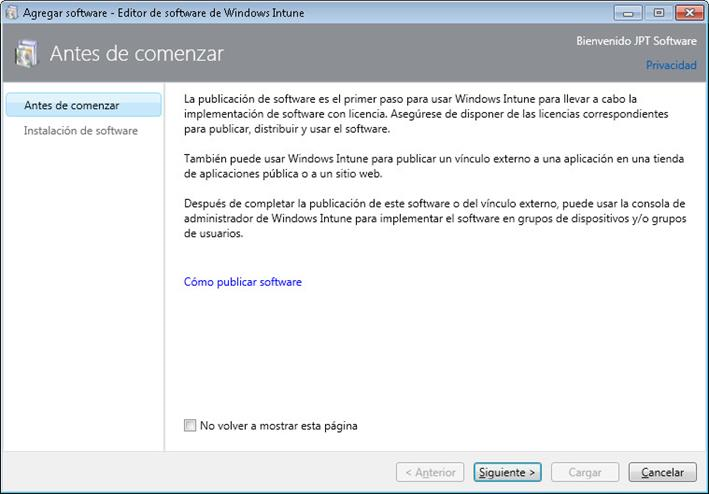 Agregar software - Editor de software de Windows Intune
Antes de comenzar
Bienvenido JPT Software
Privacidad
Antes de comenzar
Instalación de software
La publicación de software es el primer paso para usar Windows Intune para llevar a cabo la
implementación de software con licencia. Asegúrese de disponer de las licencias correspondientes
para publicar, distribuir y usar el software.
También puede usar Windows Intune para publicar un vínculo externo a una aplicación en una tienda
de aplicaciones pública o a un sitio web.
Después de completar la publicación de este software o del vínculo externo, puede usar la consola de
administrador de Windows Intune para implementar el software en grupos de dispositivos y/o grupos
de usuarios.
Cómo publicar software
No volver a mostrar esta página
< Anterior
Siguiente >
Cargar
Cancelar